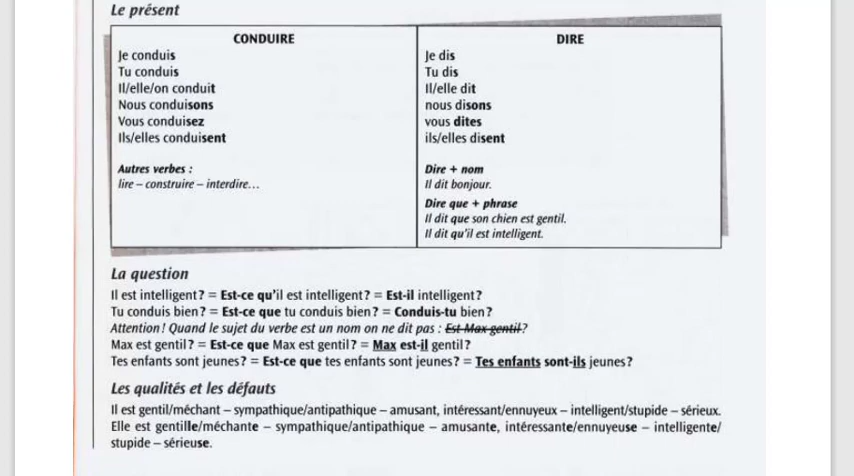 Le présent
CONDUIRE
Je conduis
Tu conduis
Il/elle/on conduit
Nous conduisons
Vous conduisez
Ils/elles conduisent
Autres verbes :
lire – construire – interdire…
DIRE
Je dis
Tu dis
Il/elle dit
nous disons
vous dites
ils/elles disent
Dire + nom
Il dit bonjour.
Dire que + phrase
Il dit que son chien est gentil.
Il dit qu'il est intelligent.
La question
Il est intelligent? = Est-ce qu'il est intelligent? = Est-il intelligent?
Tu conduis bien? = Est-ce que tu conduis bien? = Conduis-tu bien?
Attention! Quand le sujet du verbe est un nom on ne dit pas : Est Max gentil?
Max est gentil? = Est-ce que Max est gentil? = Max est-il gentil?
Tes enfants sont jeunes? = Est-ce que tes enfants sont jeunes? = Tes enfants sont-ils jeunes?
Les qualités et les défauts
Il est gentil/méchant – sympathique/antipathique – amusant, intéressant/ennuyeux – intelligent/stupide – sérieux.
Elle est gentille/méchante – sympathique/antipathique – amusante, intéressante/ennuyeuse – intelligente/
stupide – sérieuse.